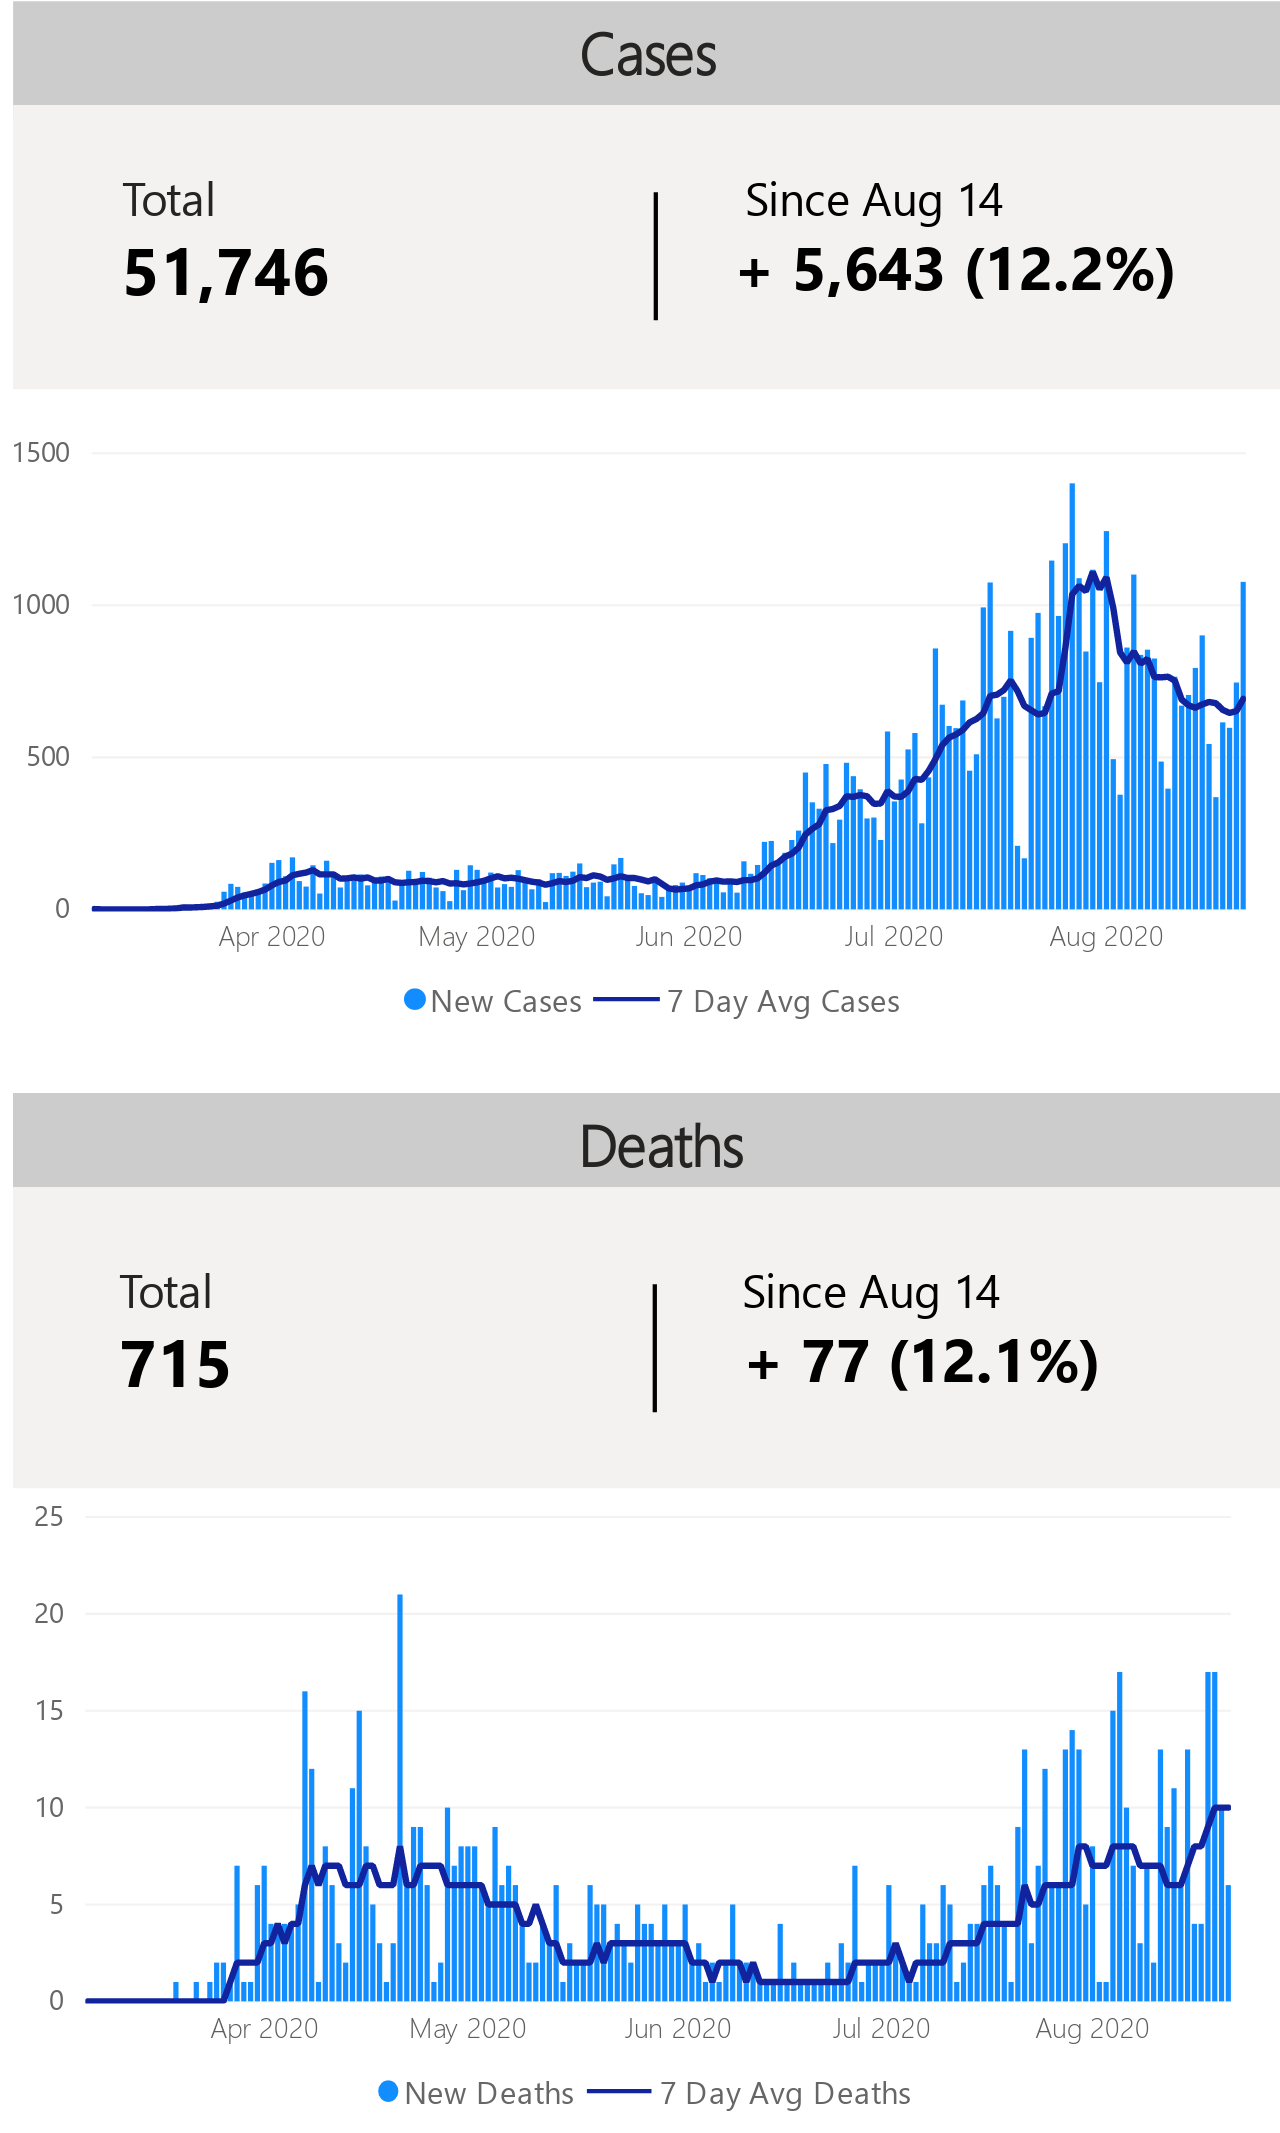 Cases
Total
Since Aug 14
51,746
+ 5,643 (12.2%)
1500
1000
500
0
Apr 2020
May 2020
Jun 2020
Jul 2020
Aug 2020
New Cases
7 Day Avg Cases
Deaths
Total
Since Aug 14
715
+ 77 (12.1%)
25
20
15
10
5
0
Apr 2020
May 2020
Jun 2020
Jul 2020
Aug 2020
New Deaths
7 Day Avg Deaths